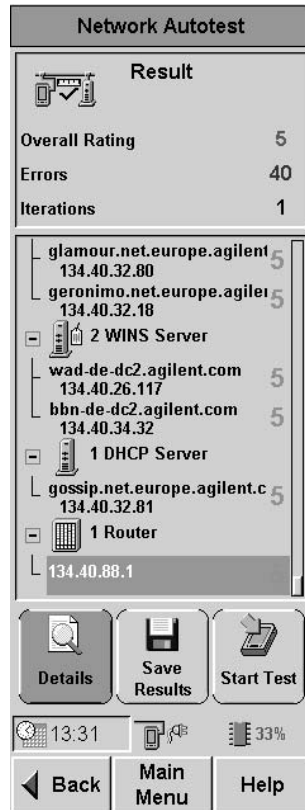 Network Autotest
Result
Overall Rating 5
Errors 40
Iterations 1
glamour.net.europe.agilent 5
134.40.32.80
geronimo.net.europe.agiler 5
134.40.32.18
2 WINS Server
wad-de-dc2.agilent.com 5
134.40.26.117
bbn-de-dc2.agilent.com 5
134.40.34.32
1 DHCP Server
gossip.net.europe.agilent.c 5
134.40.32.81
1 Router
134.40.88.1 5
Details
Save Results
Start Test
13:31
33%
Back
Main Menu
Help